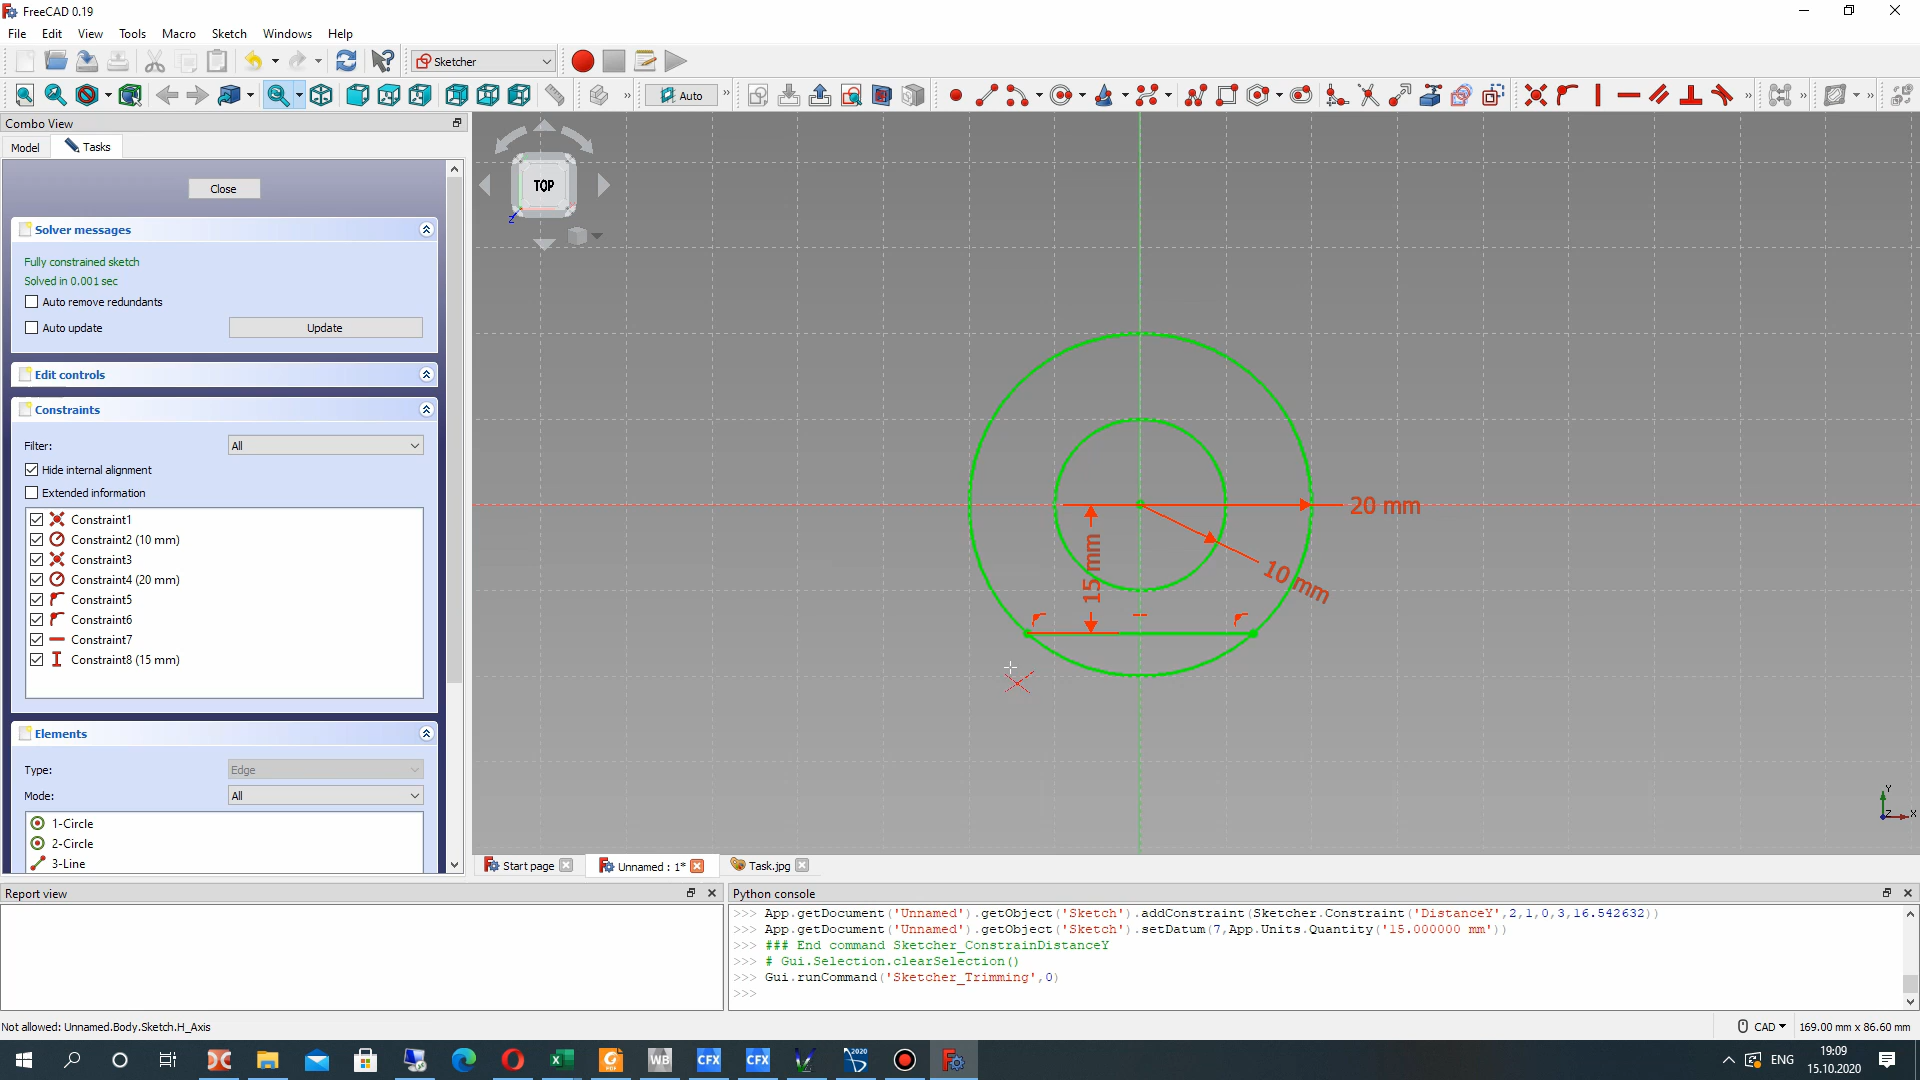 FreeCAD 0.19
File Edit View Tools Macro Sketch Windows Help
Sketcher
Auto
Combo View
Model Tasks
Close
Solver messages
Fully constrained sketch
Solved in 0.001 sec
Auto remove redundants
Auto update Update
Edit controls
Constraints
Filter: All
Hide internal alignment
Extended information
Constraint1
Constraint2 (10 mm)
Constraint3
Constraint4 (20 mm)
Constraint5
Constraint6
Constraint7
Constraint8 (15 mm)
Elements
Type: Edge
Mode: All
1-Circle
2-Circle
3-Line
TOP
Z
20 mm
10 mm
15 mm
Y
Z X
Start page Unnamed : 1* Task.jpg
Report view
Python console
>>> App.getDocument('Unnamed').getObject('Sketch').addConstraint(Sketcher.Constraint('DistanceY',2,1,0,3,16.542632))
>>> App.getDocument('Unnamed').getObject('Sketch').setDatum(7,App.Units.Quantity('15.000000 mm'))
>>> ### End command Sketcher_ConstrainDistanceY
>>> # Gui.Selection.clearSelection()
>>> Gui.runCommand('Sketcher_Trimming',0)
>>>
Not allowed: Unnamed.Body.Sketch.H_Axis
CAD 169.00 mm x 86.60 mm
WB CFX CFX 2020
ENG
19:09
15.10.2020